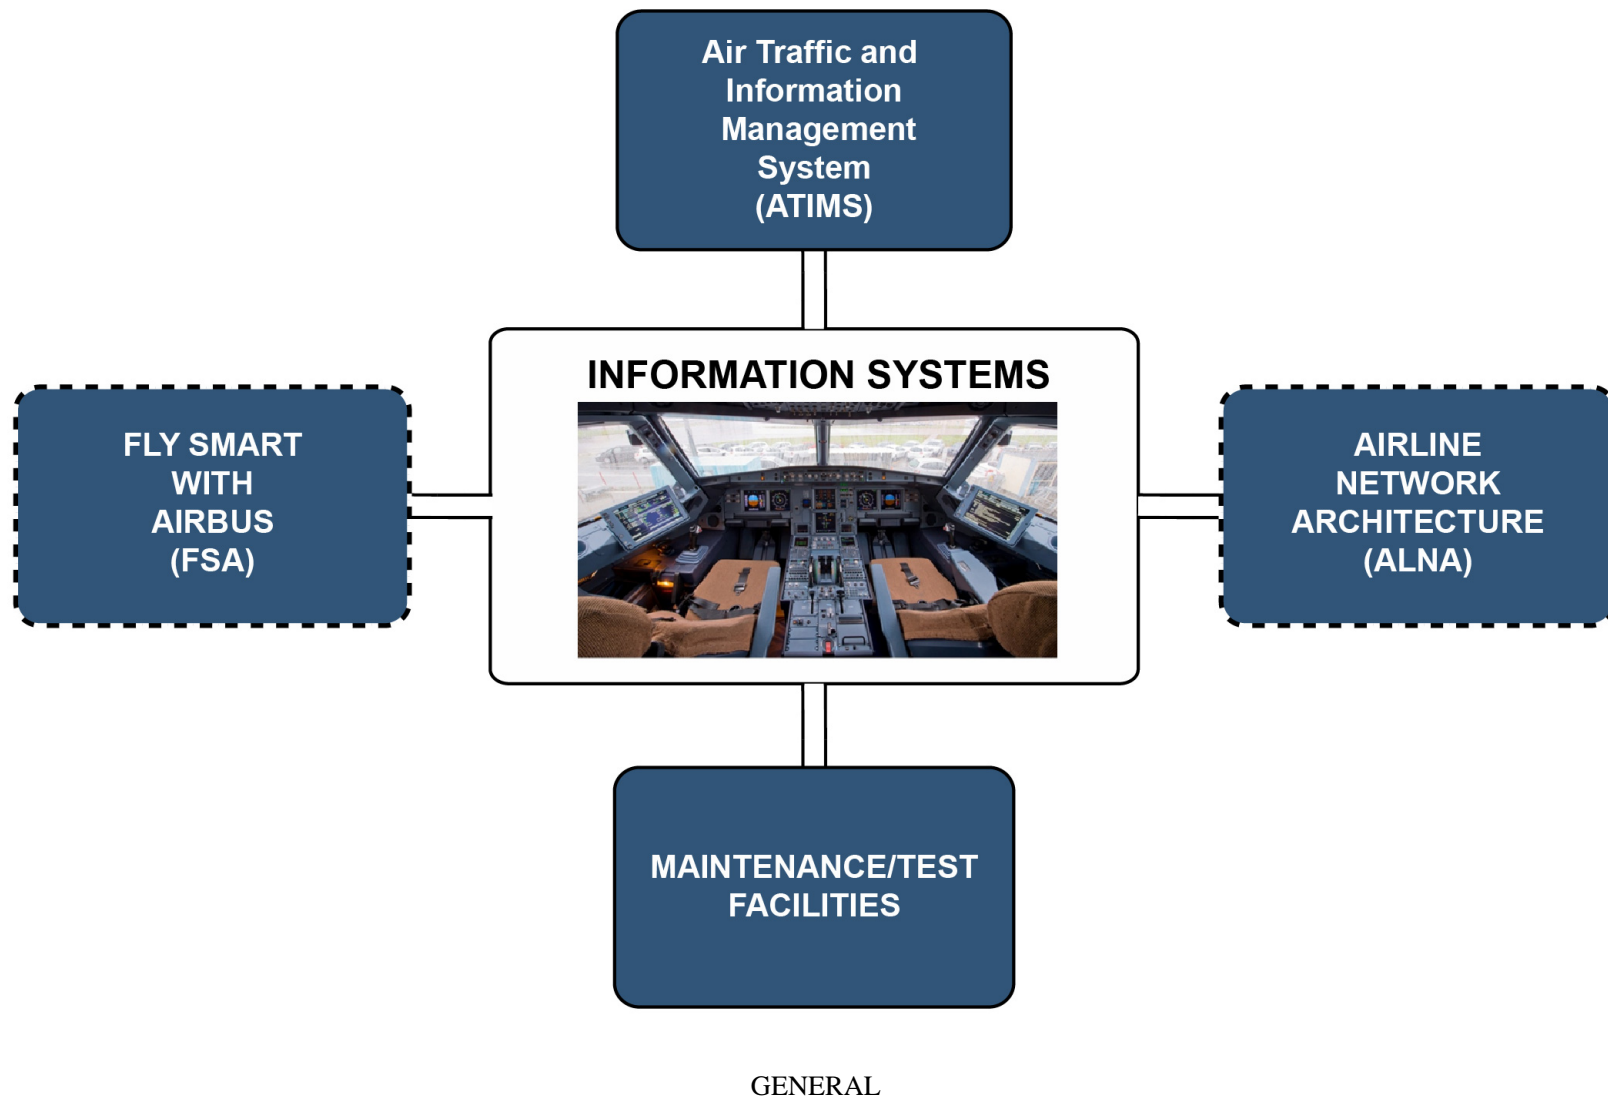 Air Traffic and
Information
Management
System
(ATIMS)
INFORMATION SYSTEMS
FLY SMART
WITH
AIRBUS
(FSA)
AIRLINE
NETWORK
ARCHITECTURE
(ALNA)
MAINTENANCE/TEST
FACILITIES
GENERAL